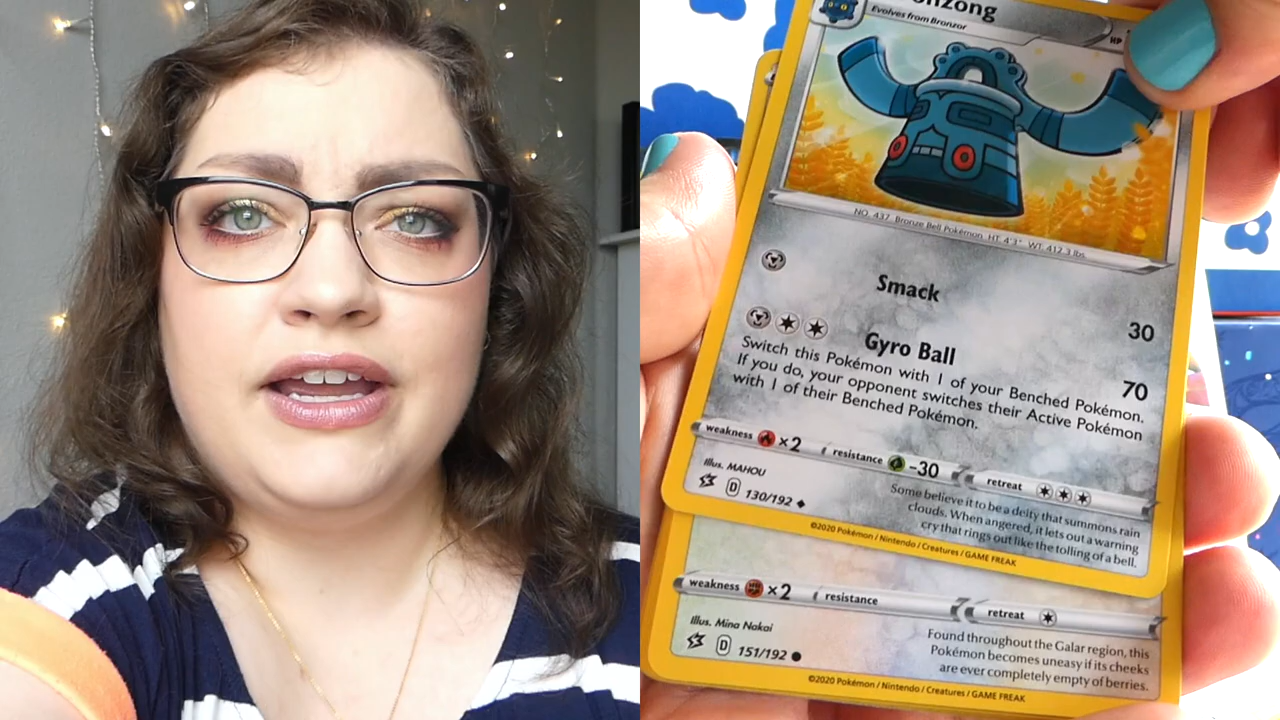 Evolves from Bronzor
HP
NO. 437 Bronze Bell Pokémon HT: 4'3" WT: 412.3 lbs.
Smack 30
Gyro Ball 70
Switch this Pokémon with 1 of your Benched Pokémon.
If you do, your opponent switches their Active Pokémon
with 1 of their Benched Pokémon.
weakness ×2 resistance -30 retreat
Illus. MAHOU
D 130/192
Some believe it to be a deity that summons rain
clouds. When angered, it lets out a warning
cry that rings out like the tolling of a bell.
©2020 Pokémon / Nintendo / Creatures / GAME FREAK
weakness ×2 resistance retreat
Illus. Mina Nakai
D 151/192
Found throughout the Galar region, this
Pokémon becomes uneasy if its cheeks
are ever completely empty of berries.
©2020 Pokémon / Nintendo / Creatures / GAME FREAK